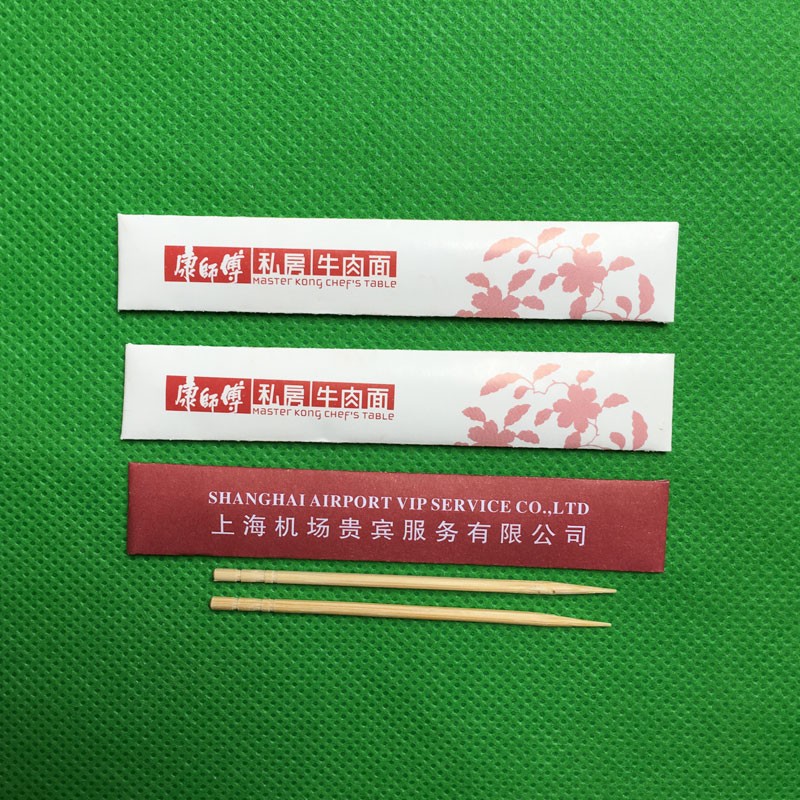 康師傅 私房 牛肉面
MASTER KONG CHEF'S TABLE
康師傅 私房 牛肉面
MASTER KONG CHEF'S TABLE
SHANGHAI AIRPORT VIP SERVICE CO.,LTD
上海机场贵宾服务有限公司